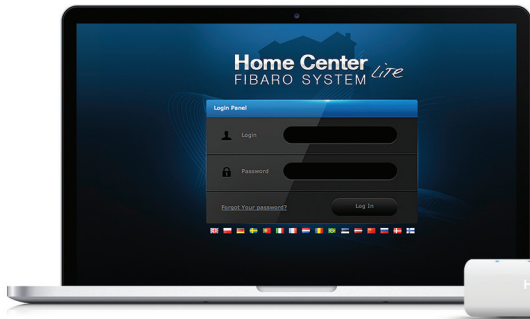 Home Center
FIBARO SYSTEM Lite
Login Panel
Login
Password
Forgot Your password?
Log In
H